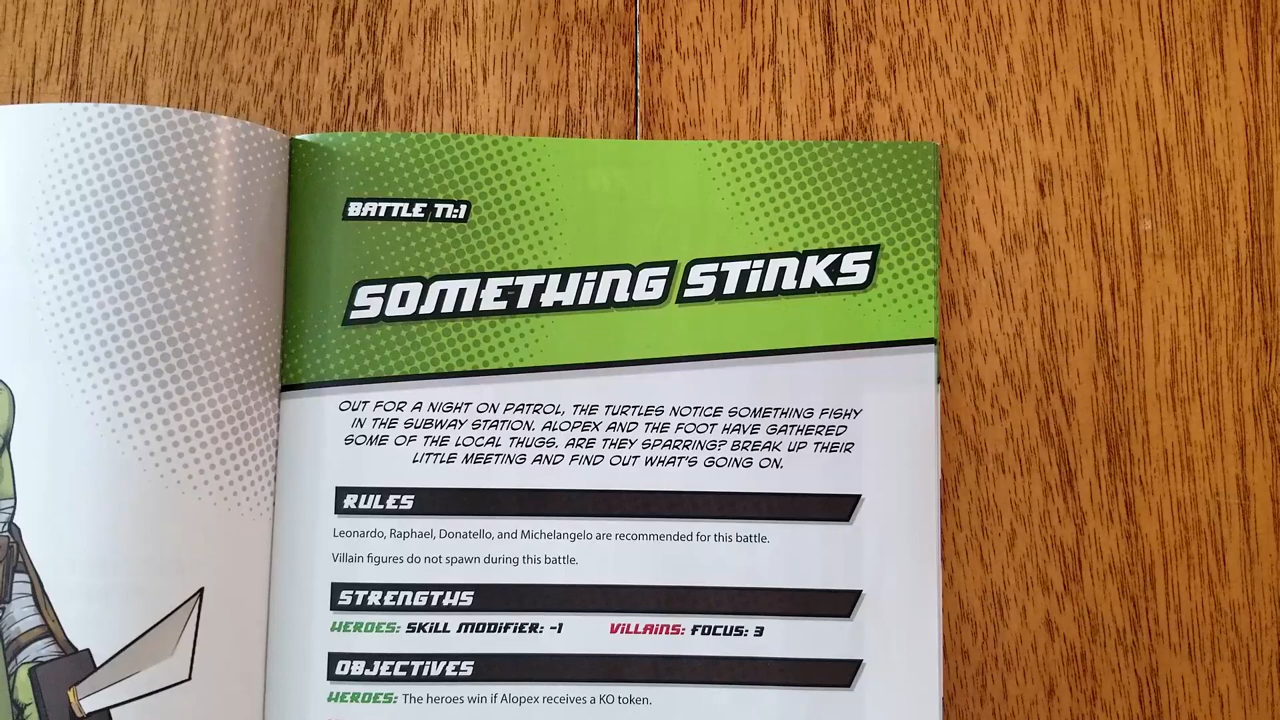 BATTLE T1:1
SOMETHING STINKS
OUT FOR A NIGHT ON PATROL, THE TURTLES NOTICE SOMETHING FISHY
IN THE SUBWAY STATION. ALOPEX AND THE FOOT HAVE GATHERED
SOME OF THE LOCAL THUGS. ARE THEY SPARRING? BREAK UP THEIR
LITTLE MEETING AND FIND OUT WHAT'S GOING ON.
RULES
Leonardo, Raphael, Donatello, and Michelangelo are recommended for this battle.
Villain figures do not spawn during this battle.
STRENGTHS
HEROES: SKILL MODIFIER: -1 VILLAINS: FOCUS: 3
OBJECTIVES
HEROES: The heroes win if Alopex receives a KO token.